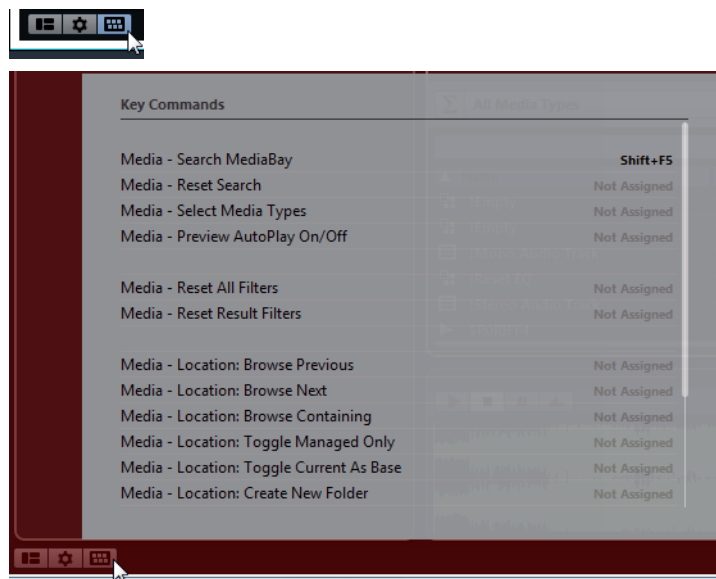 Key Commands
All Media Types
Media - Search MediaBay Shift+F5
Media - Reset Search Not Assigned
Media - Select Media Types Not Assigned
Media - Preview AutoPlay On/Off Not Assigned
Media - Reset All Filters Not Assigned
Media - Reset Result Filters Not Assigned
Media - Location: Browse Previous Not Assigned
Media - Location: Browse Next Not Assigned
Media - Location: Browse Containing Not Assigned
Media - Location: Toggle Managed Only Not Assigned
Media - Location: Toggle Current As Base Not Assigned
Media - Location: Create New Folder Not Assigned